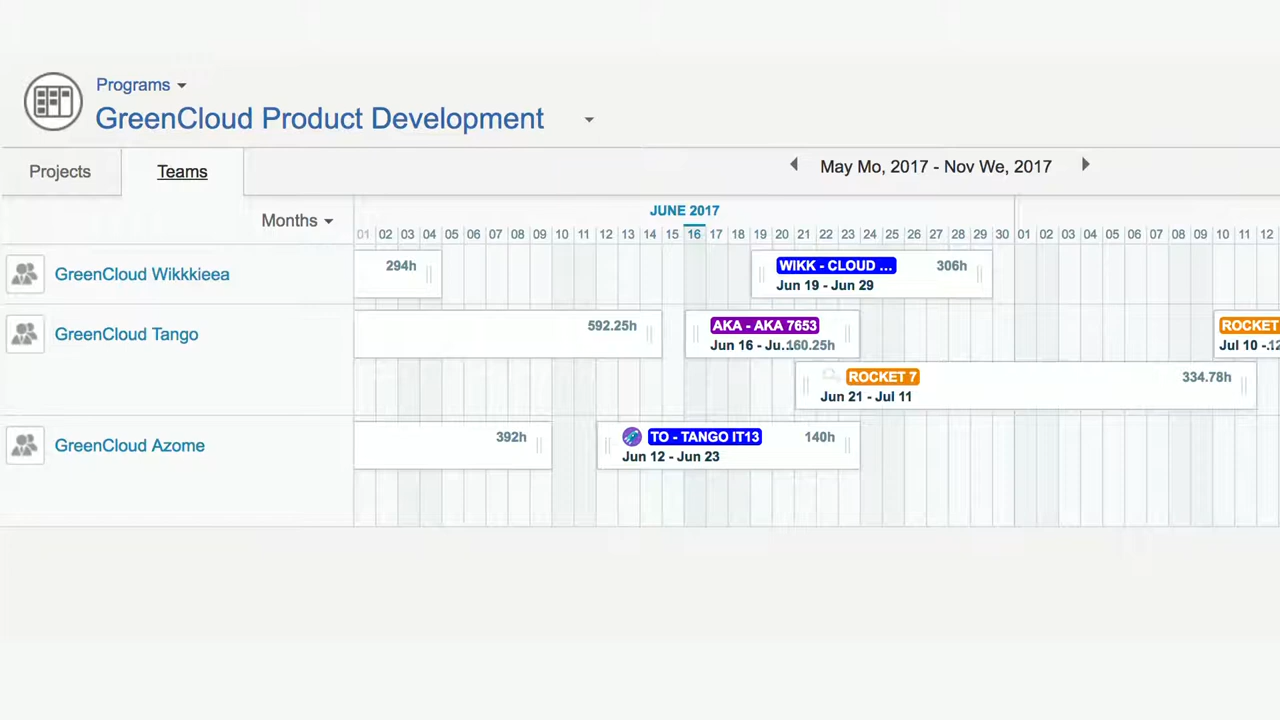 Programs
GreenCloud Product Development
Projects
Teams
May Mo, 2017 - Nov We, 2017
Months
JUNE 2017
01 02 03 04 05 06 07 08 09 10 11 12 13 14 15 16 17 18 19 20 21 22 23 24 25 26 27 28 29 30 01 02 03 04 05 06 07 08 09 10 11 12
GreenCloud Wikkkieea
294h
WIKK - CLOUD ...
306h
Jun 19 - Jun 29
GreenCloud Tango
592.25h
AKA - AKA 7653
Jun 16 - Ju..160.25h
ROCKET
Jul 10 -.12
ROCKET 7
334.78h
Jun 21 - Jul 11
GreenCloud Azome
392h
TO - TANGO IT13
140h
Jun 12 - Jun 23